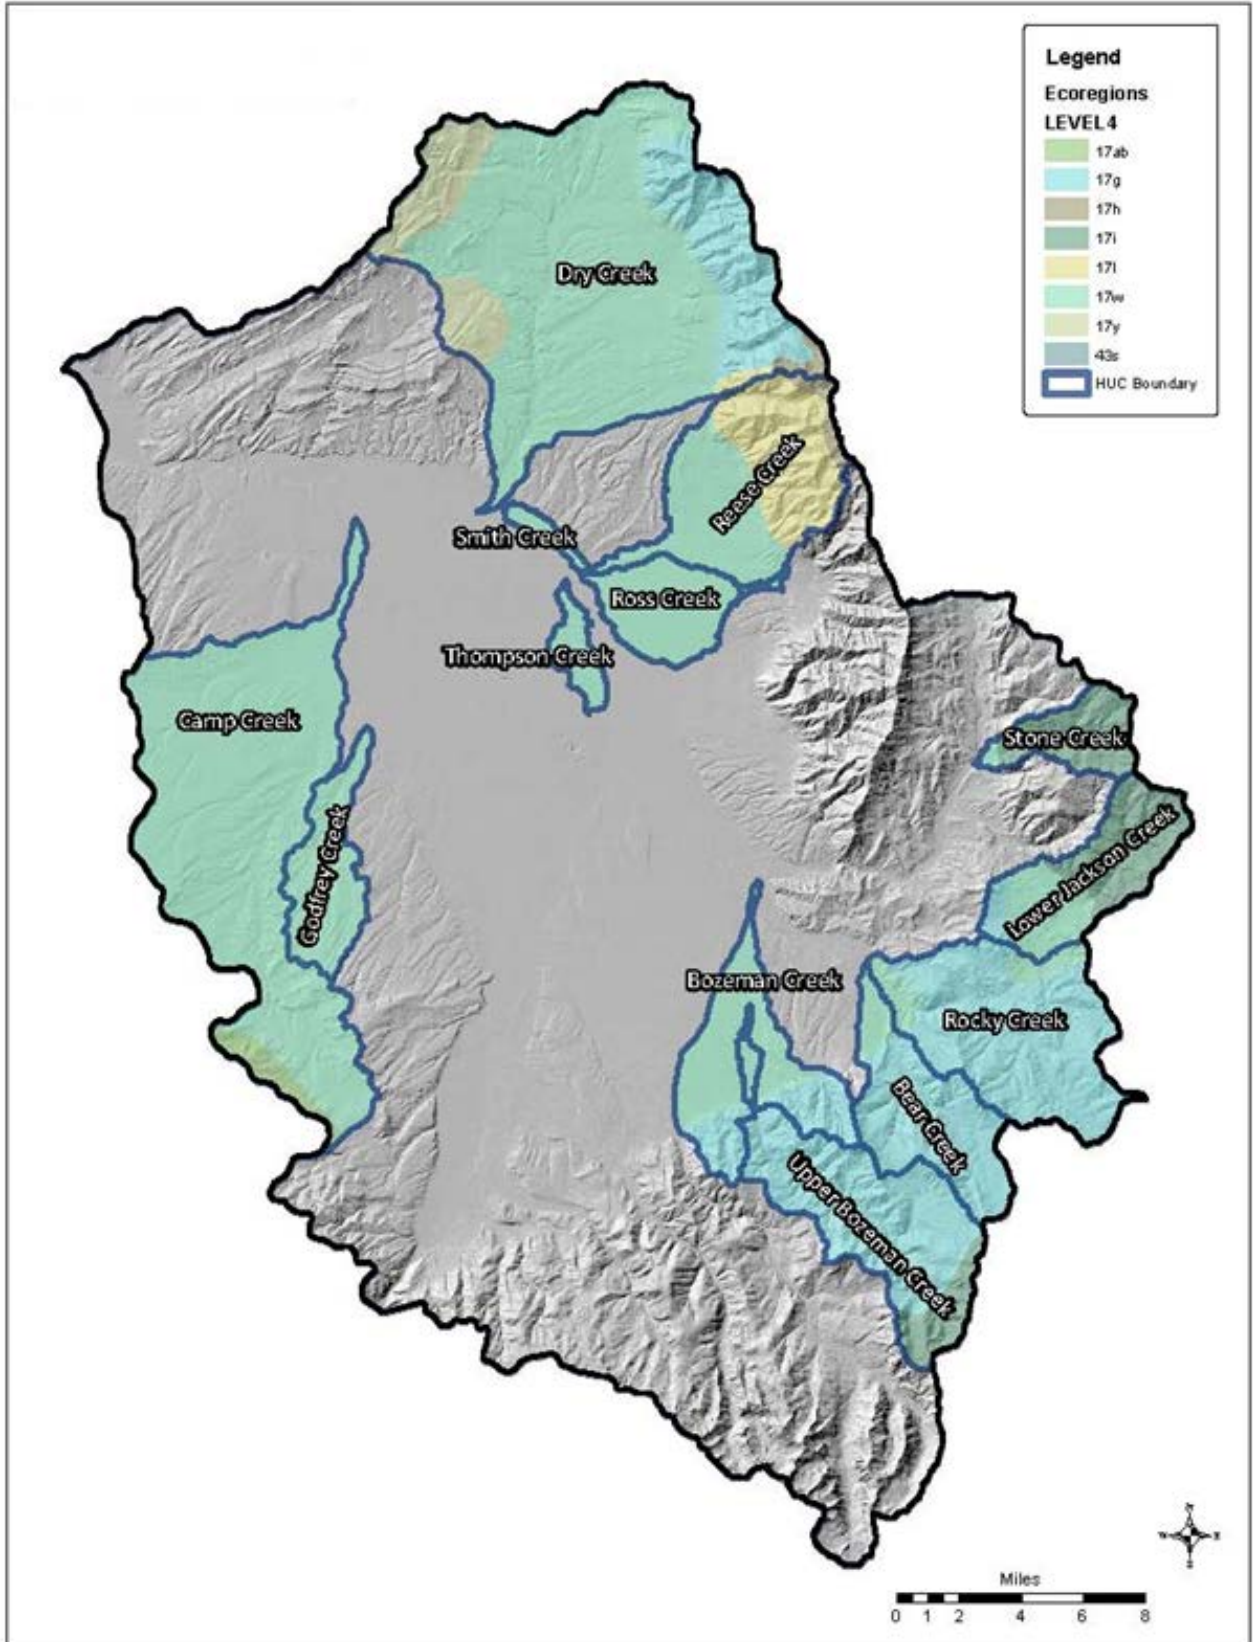 Legend
Ecoregions
LEVEL4
17ab
17g
17h
17i
17l
17w
17y
43s
HUC Boundary
Dry Creek
Reese Creek
Smith Creek
Ross Creek
Thompson Creek
Camp Creek
Stone Creek
Godfrey Creek
Lower Jackson Creek
Bozeman Creek
Rocky Creek
Bear Creek
Upper Bozeman Creek
N
W E
S
Miles
0 1 2 4 6 8